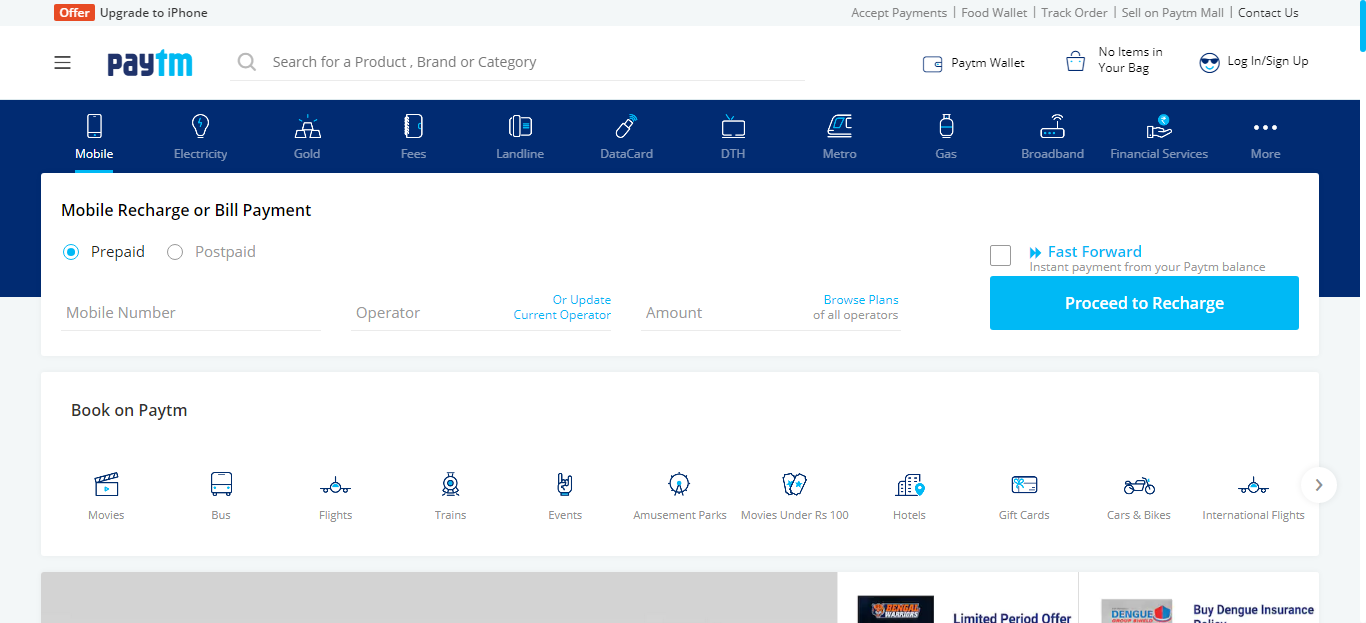 Offer Upgrade to iPhone
Accept Payments | Food Wallet | Track Order | Sell on Paytm Mall | Contact Us
paytm
Search for a Product , Brand or Category
Paytm Wallet
No Items in
Your Bag
Log In/Sign Up
Mobile
Electricity
Gold
Fees
Landline
DataCard
DTH
Metro
Gas
Broadband
Financial Services
More
Mobile Recharge or Bill Payment
Prepaid
Postpaid
Fast Forward
Instant payment from your Paytm balance
Mobile Number
Operator
Or Update
Current Operator
Amount
Browse Plans
of all operators
Proceed to Recharge
Book on Paytm
Movies
Bus
Flights
Trains
Events
Amusement Parks
Movies Under Rs 100
Hotels
Gift Cards
Cars & Bikes
International Flights
BENGAL
WARRIORS
Limited Period Offer
DENGUE
GROUP SHIELD
Buy Dengue Insurance
Policy